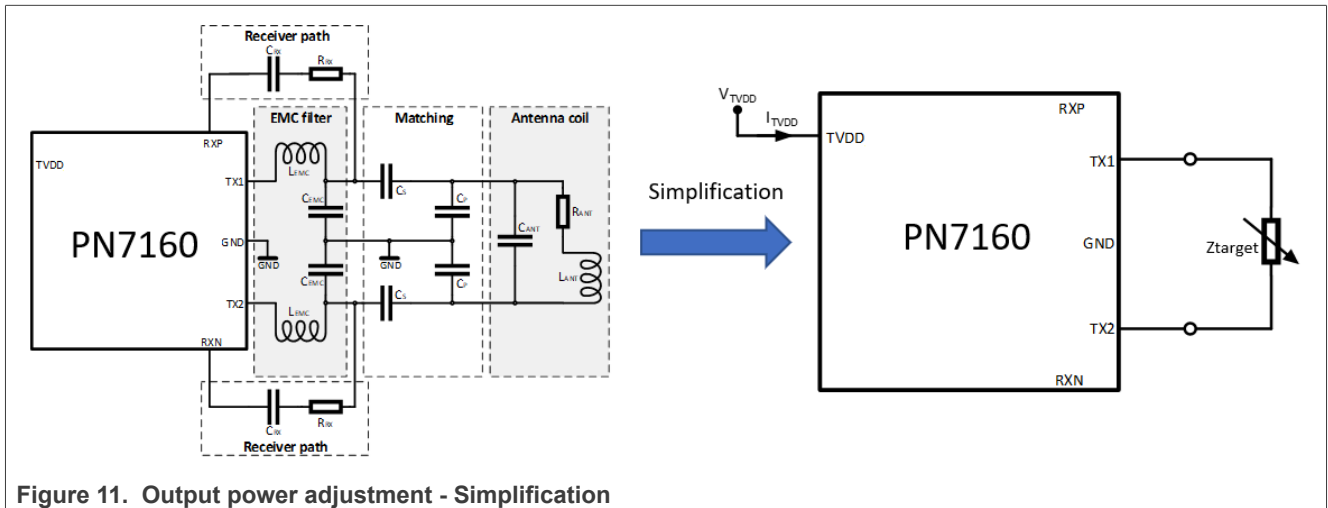 Receiver path
CRX
RRX
EMC filter
Matching
Antenna coil
RXP
TVDD
LEMC
TX1
CS
CEMC
CP
RANT
CANT
PN7160
GND
GND
GND
LANT
CEMC
CP
TX2
CS
LEMC
RXN
CRX
RRX
Receiver path
Simplification
VTVDD
ITVDD
RXP
TVDD
TX1
PN7160
GND
Ztarget
TX2
RXN
Figure 11. Output power adjustment - Simplification